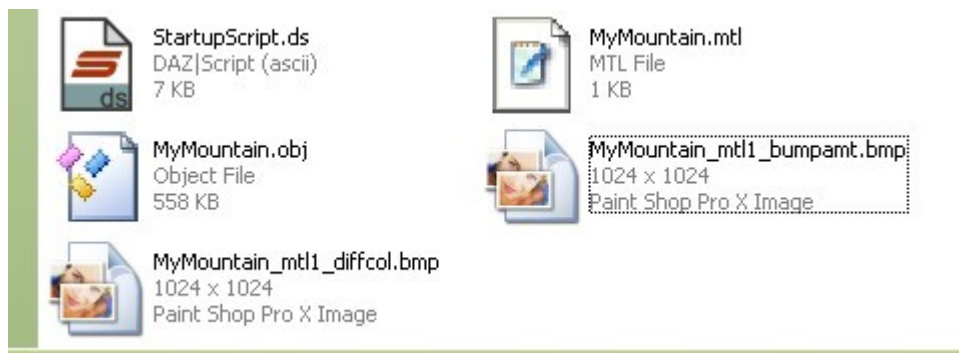 StartupScript.ds
DAZ|Script (ascii)
7 KB
ds
MyMountain.mtl
MTL File
1 KB
MyMountain.obj
Object File
558 KB
MyMountain_mtl1_bumpamt.bmp
1024 x 1024
Paint Shop Pro X Image
MyMountain_mtl1_diffcol.bmp
1024 x 1024
Paint Shop Pro X Image